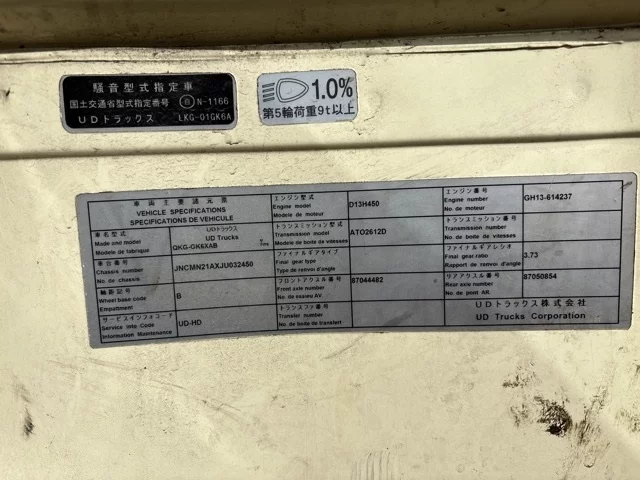 騒音型式指定車
国土交通省型式指定番号 自 N-1166
UDトラックス LKG-01GK6A
1.0%
第5輪荷重9t以上
車両主要諸元表
VEHICLE SPECIFICATIONS
SPECIFICATIONS DE VEHICULE
車名型式
Make and model
Modele de fabrique
UDトラックス
UD Trucks
QKG-GK6XAB
車台番号
Chassis number
No de chassis
JNCMN21AXJU032450
軸距記号
Wheel base code
Empattement
B
サービスインフォコード
Service info Code
Information Maintenance
UD-HD
エンジン型式
Engine model
Modele de moteur
D13H450
トランスミッション型式
Transmission model
Modele de boite de vitesses
ATO2612D
ファイナルギアタイプ
Final gear type
Type de renvoi d'angle
フロントアクスル番号
Front axle number
No de essieu AV.
87044482
トランスファ番号
Transfer number
No de boite de transfert
エンジン番号
Engine number
No de moteur
GH13-614237
トランスミッション番号
Transmission number
No. de boite de vitesses
ファイナルギアレシオ
Final gear ratio
Rapport de renvoi d'angle
3.73
リアアクスル番号
Rear axle number
No de pont AR.
87050854
UDトラックス株式会社
UD Trucks Corporation